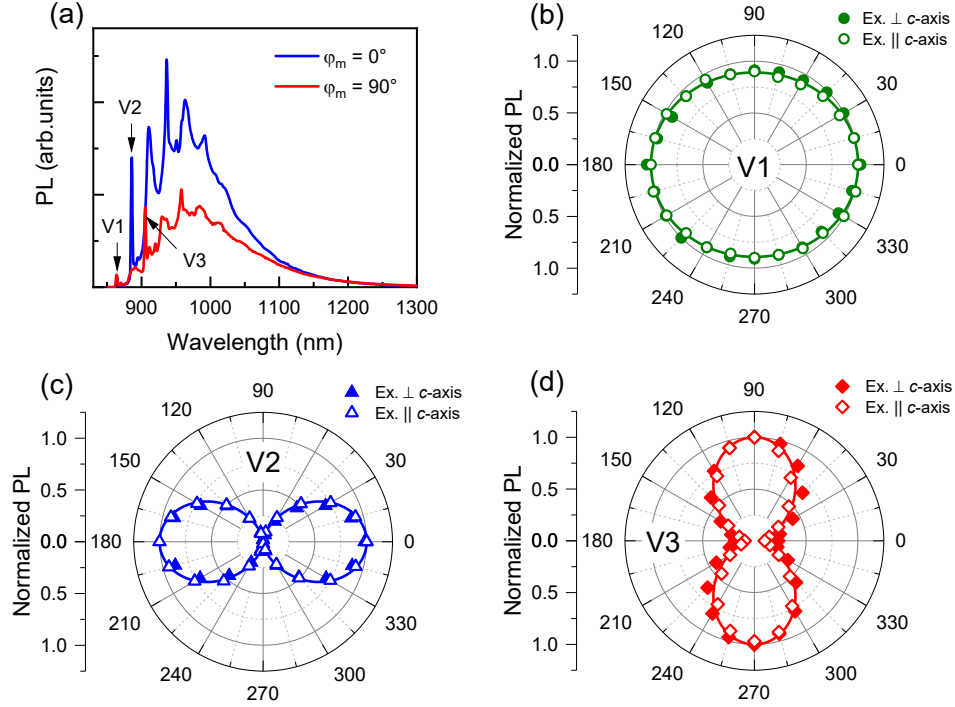 (a)
PL (arb.units)
φm = 0°
φm = 90°
V1
V2
V3
900
1000
1100
1200
1300
Wavelength (nm)
(b)
Ex. ⊥ c-axis
Ex. || c-axis
Normalized PL
1.0
0.5
0.0
0.5
1.0
0
30
90
120
150
180
210
240
270
300
330
V1
(c)
Ex. ⊥ c-axis
Ex. || c-axis
Normalized PL
1.0
0.5
0.0
0.5
1.0
0
30
90
120
150
180
210
240
270
300
330
V2
(d)
Ex. ⊥ c-axis
Ex. || c-axis
Normalized PL
1.0
0.5
0.0
0.5
1.0
0
30
90
120
150
180
210
240
270
300
330
V3